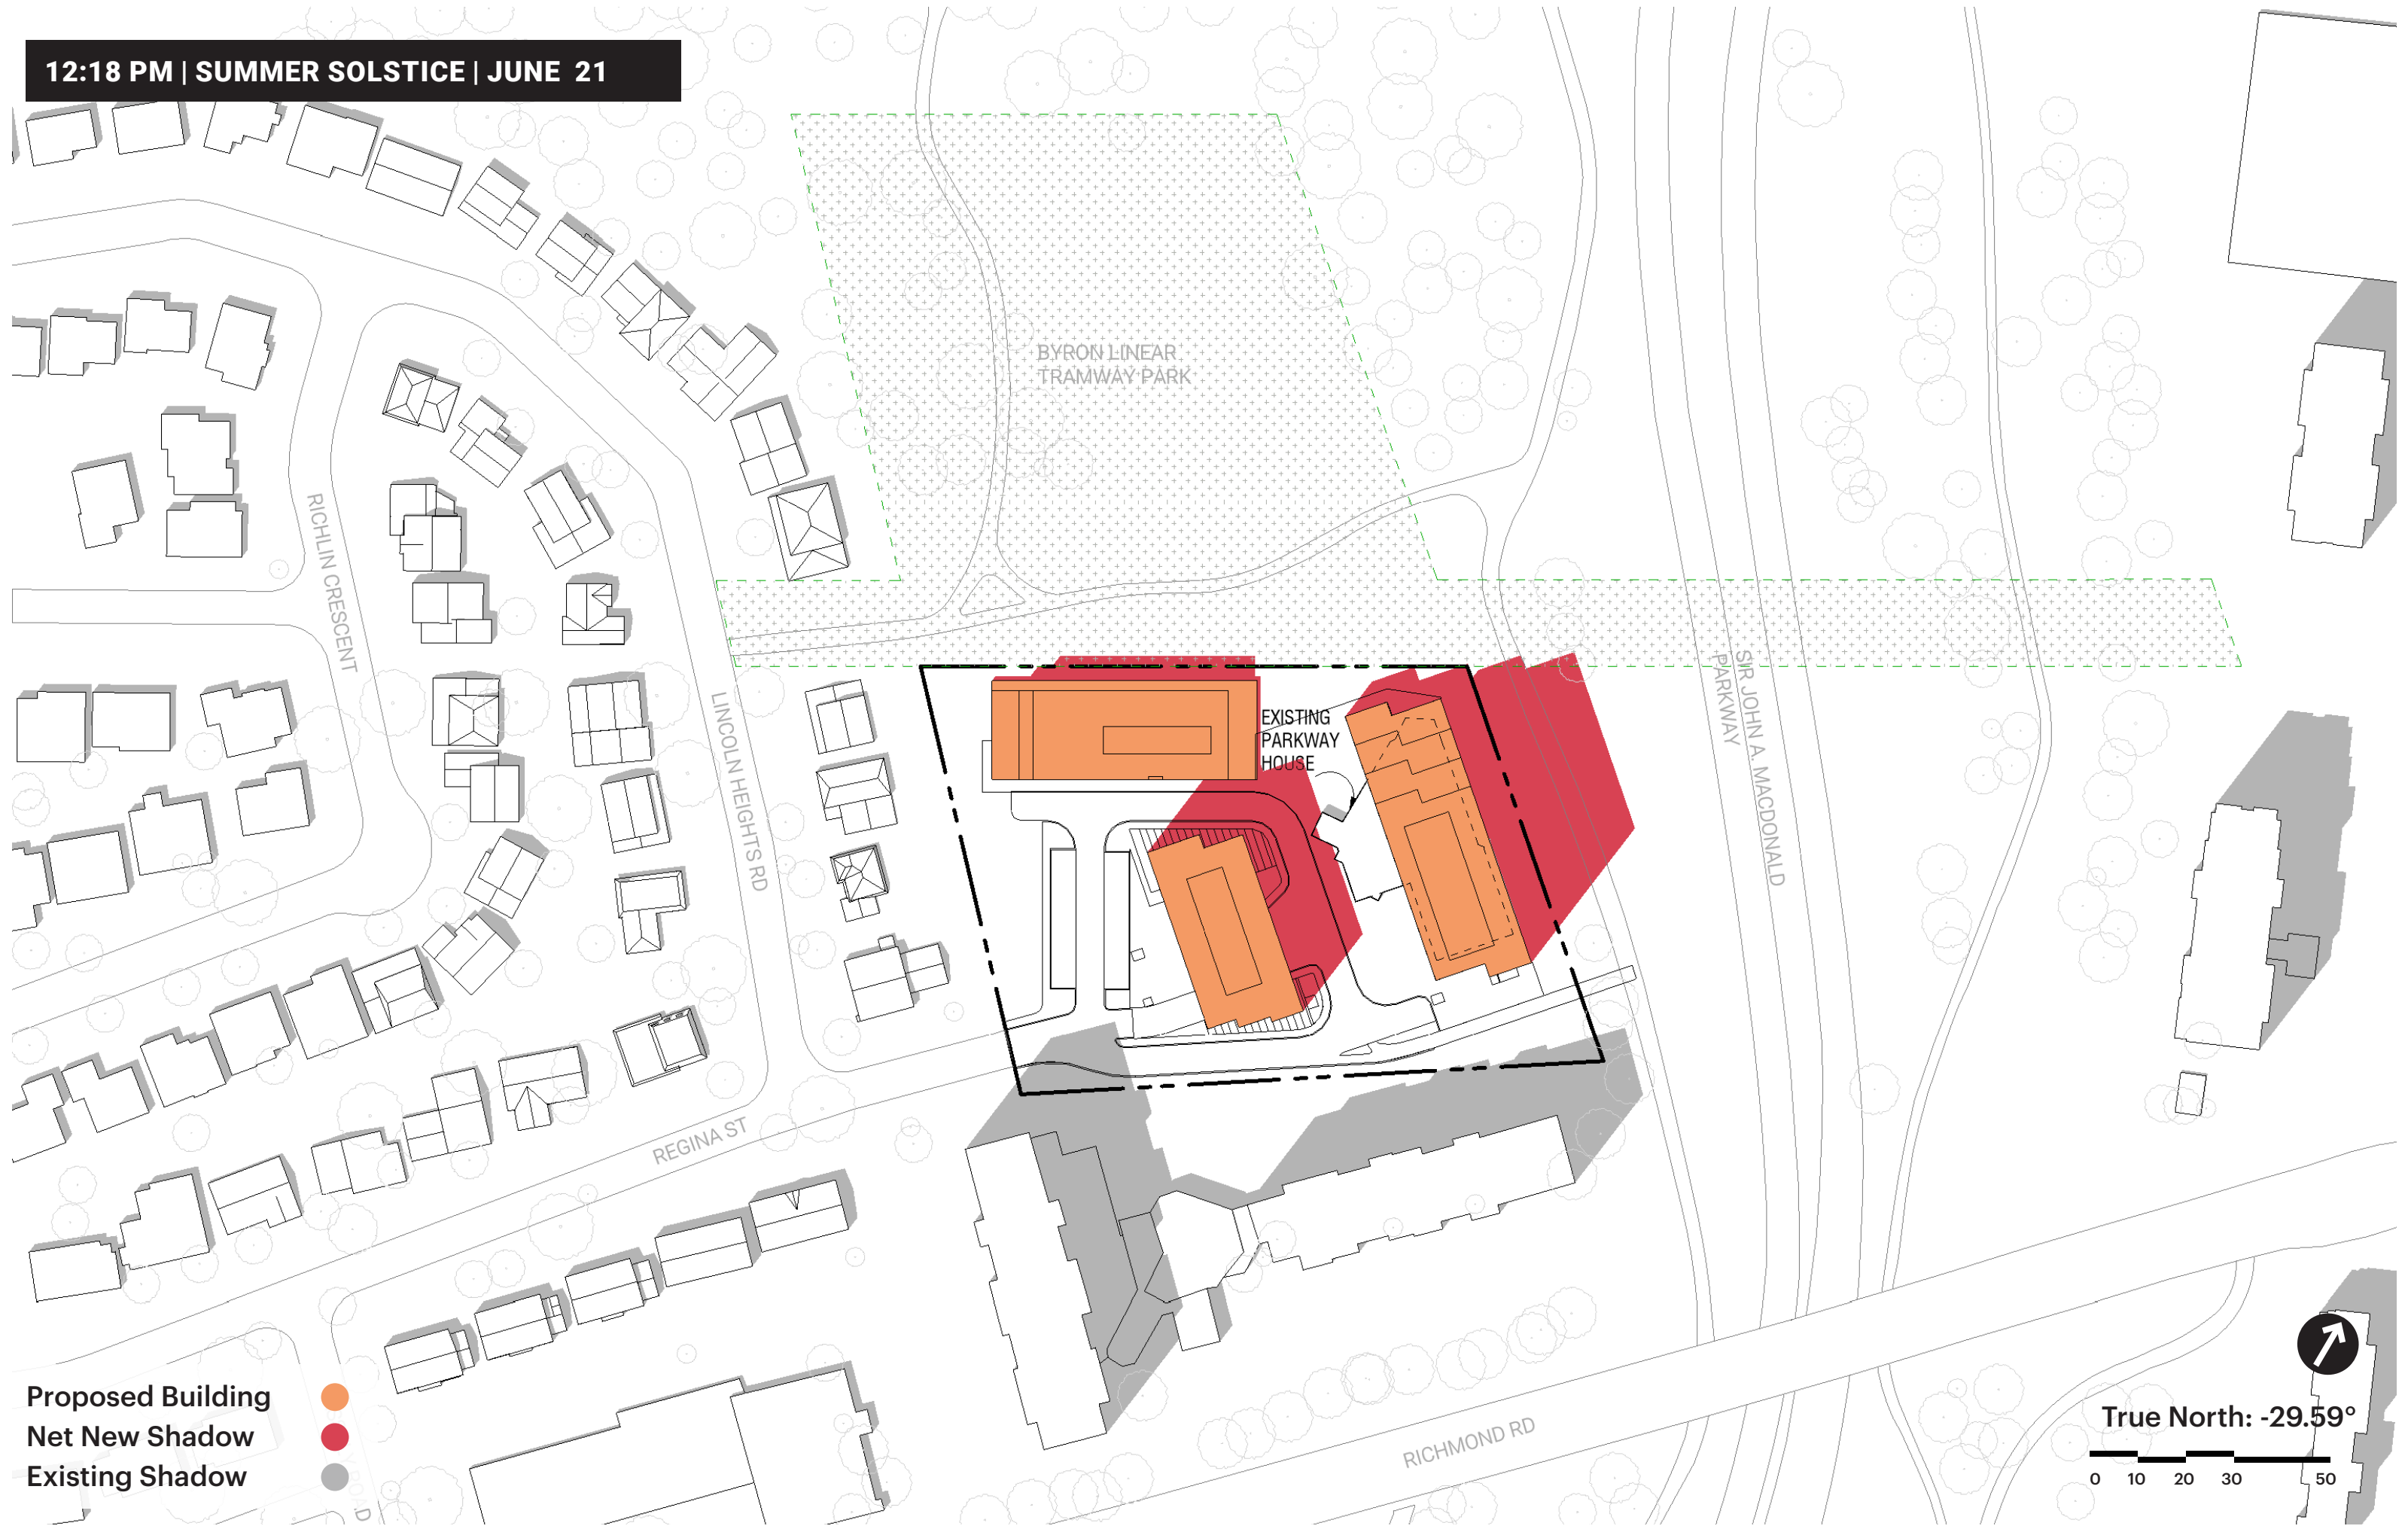 12:18 PM | SUMMER SOLSTICE | JUNE 21
BYRON LINEAR
TRAMWAY PARK
RICHLIN CRESCENT
LINCOLN HEIGHTS RD
EXISTING
PARKWAY
HOUSE
SIR JOHN A. MACDONALD
PARKWAY
REGINA ST
RICHMOND RD
Proposed Building
Net New Shadow
Existing Shadow
True North: -29.59°
0 10 20 30 50